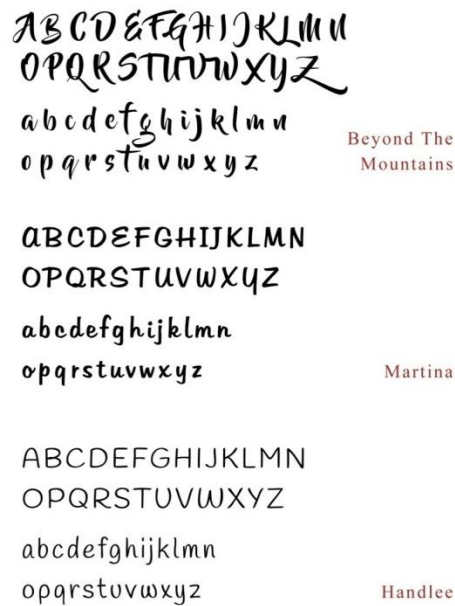 ABCDEFGHIJKLMN
OPQRSTUVWXYZ
abcdefghijklmn
opqrstuvwxyz
Beyond The
Mountains
ABCDEFGHIJKLMN
OPQRSTUVWXYZ
abcdefghijklmn
opqrstuvwxyz
Martina
ABCDEFGHIJKLMN
OPQRSTUVWXYZ
abcdefghijklmn
opqrstuvwxyz
Handlee